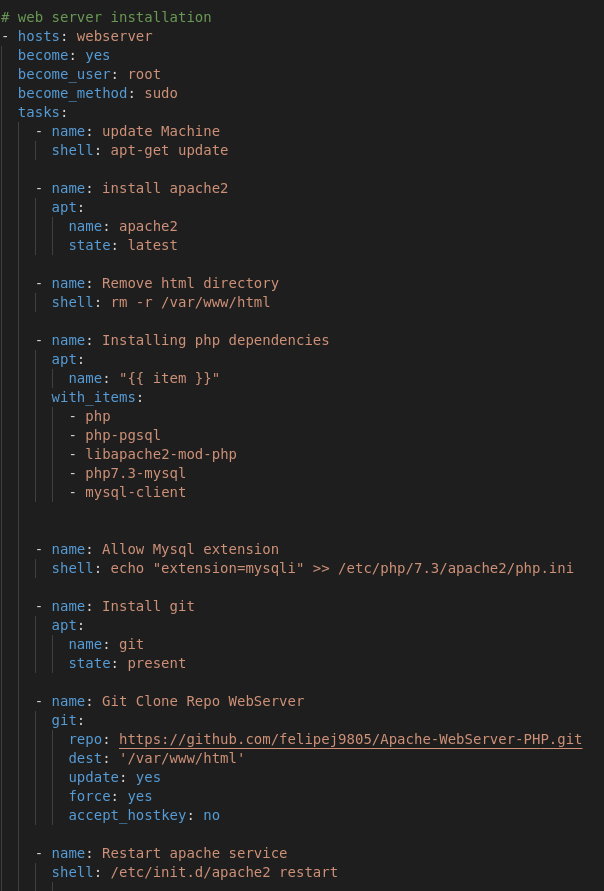 # web server installation
- hosts: webserver
  become: yes
  become_user: root
  become_method: sudo
  tasks:
    - name: update Machine
      shell: apt-get update

    - name: install apache2
      apt:
        name: apache2
        state: latest

    - name: Remove html directory
      shell: rm -r /var/www/html

    - name: Installing php dependencies
      apt:
        name: "{{ item }}"
      with_items:
        - php
        - php-pgsql
        - libapache2-mod-php
        - php7.3-mysql
        - mysql-client


    - name: Allow Mysql extension
      shell: echo "extension=mysqli" >> /etc/php/7.3/apache2/php.ini

    - name: Install git
      apt:
        name: git
        state: present

    - name: Git Clone Repo WebServer
      git:
        repo: https://github.com/felipej9805/Apache-WebServer-PHP.git
        dest: '/var/www/html'
        update: yes
        force: yes
        accept_hostkey: no

    - name: Restart apache service
      shell: /etc/init.d/apache2 restart